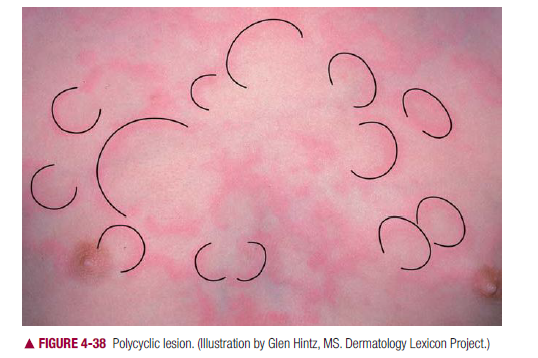 ▲ FIGURE 4-38 Polycyclic lesion. (Illustration by Glen Hintz, MS. Dermatology Lexicon Project.)